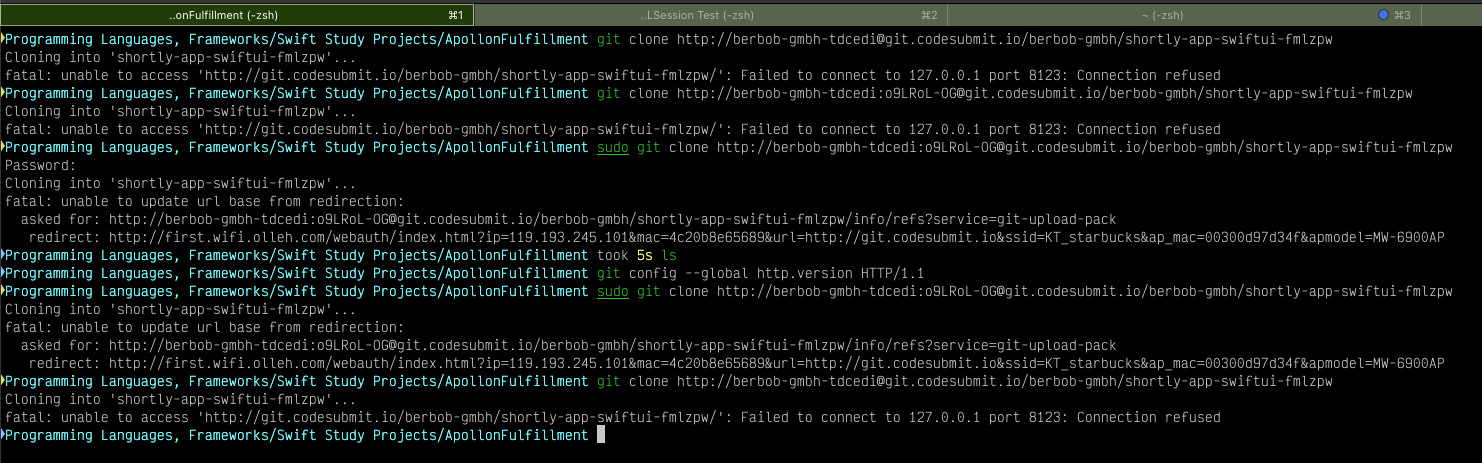 ..onFulfillment (-zsh) ⌘1 ..LSession Test (-zsh) ⌘2 ~ (-zsh) ⌘3
Programming Languages, Frameworks/Swift Study Projects/ApollonFulfillment git clone http://berbob-gmbh-tdcedi@git.codesubmit.io/berbob-gmbh/shortly-app-swiftui-fmlzpw
Cloning into 'shortly-app-swiftui-fmlzpw'...
fatal: unable to access 'http://git.codesubmit.io/berbob-gmbh/shortly-app-swiftui-fmlzpw/': Failed to connect to 127.0.0.1 port 8123: Connection refused
Programming Languages, Frameworks/Swift Study Projects/ApollonFulfillment git clone http://berbob-gmbh-tdcedi:o9LRoL-OG@git.codesubmit.io/berbob-gmbh/shortly-app-swiftui-fmlzpw
Cloning into 'shortly-app-swiftui-fmlzpw'...
fatal: unable to access 'http://git.codesubmit.io/berbob-gmbh/shortly-app-swiftui-fmlzpw/': Failed to connect to 127.0.0.1 port 8123: Connection refused
Programming Languages, Frameworks/Swift Study Projects/ApollonFulfillment sudo git clone http://berbob-gmbh-tdcedi:o9LRoL-OG@git.codesubmit.io/berbob-gmbh/shortly-app-swiftui-fmlzpw
Password:
Cloning into 'shortly-app-swiftui-fmlzpw'...
fatal: unable to update url base from redirection:
  asked for: http://berbob-gmbh-tdcedi:o9LRoL-OG@git.codesubmit.io/berbob-gmbh/shortly-app-swiftui-fmlzpw/info/refs?service=git-upload-pack
   redirect: http://first.wifi.olleh.com/webauth/index.html?ip=119.193.245.101&mac=4c20b8e65689&url=http://git.codesubmit.io&ssid=KT_starbucks&ap_mac=00300d97d34f&apmodel=MW-6900AP
Programming Languages, Frameworks/Swift Study Projects/ApollonFulfillment took 5s ls
Programming Languages, Frameworks/Swift Study Projects/ApollonFulfillment git config --global http.version HTTP/1.1
Programming Languages, Frameworks/Swift Study Projects/ApollonFulfillment sudo git clone http://berbob-gmbh-tdcedi:o9LRoL-OG@git.codesubmit.io/berbob-gmbh/shortly-app-swiftui-fmlzpw
Cloning into 'shortly-app-swiftui-fmlzpw'...
fatal: unable to update url base from redirection:
  asked for: http://berbob-gmbh-tdcedi:o9LRoL-OG@git.codesubmit.io/berbob-gmbh/shortly-app-swiftui-fmlzpw/info/refs?service=git-upload-pack
   redirect: http://first.wifi.olleh.com/webauth/index.html?ip=119.193.245.101&mac=4c20b8e65689&url=http://git.codesubmit.io&ssid=KT_starbucks&ap_mac=00300d97d34f&apmodel=MW-6900AP
Programming Languages, Frameworks/Swift Study Projects/ApollonFulfillment git clone http://berbob-gmbh-tdcedi@git.codesubmit.io/berbob-gmbh/shortly-app-swiftui-fmlzpw
Cloning into 'shortly-app-swiftui-fmlzpw'...
fatal: unable to access 'http://git.codesubmit.io/berbob-gmbh/shortly-app-swiftui-fmlzpw/': Failed to connect to 127.0.0.1 port 8123: Connection refused
Programming Languages, Frameworks/Swift Study Projects/ApollonFulfillment